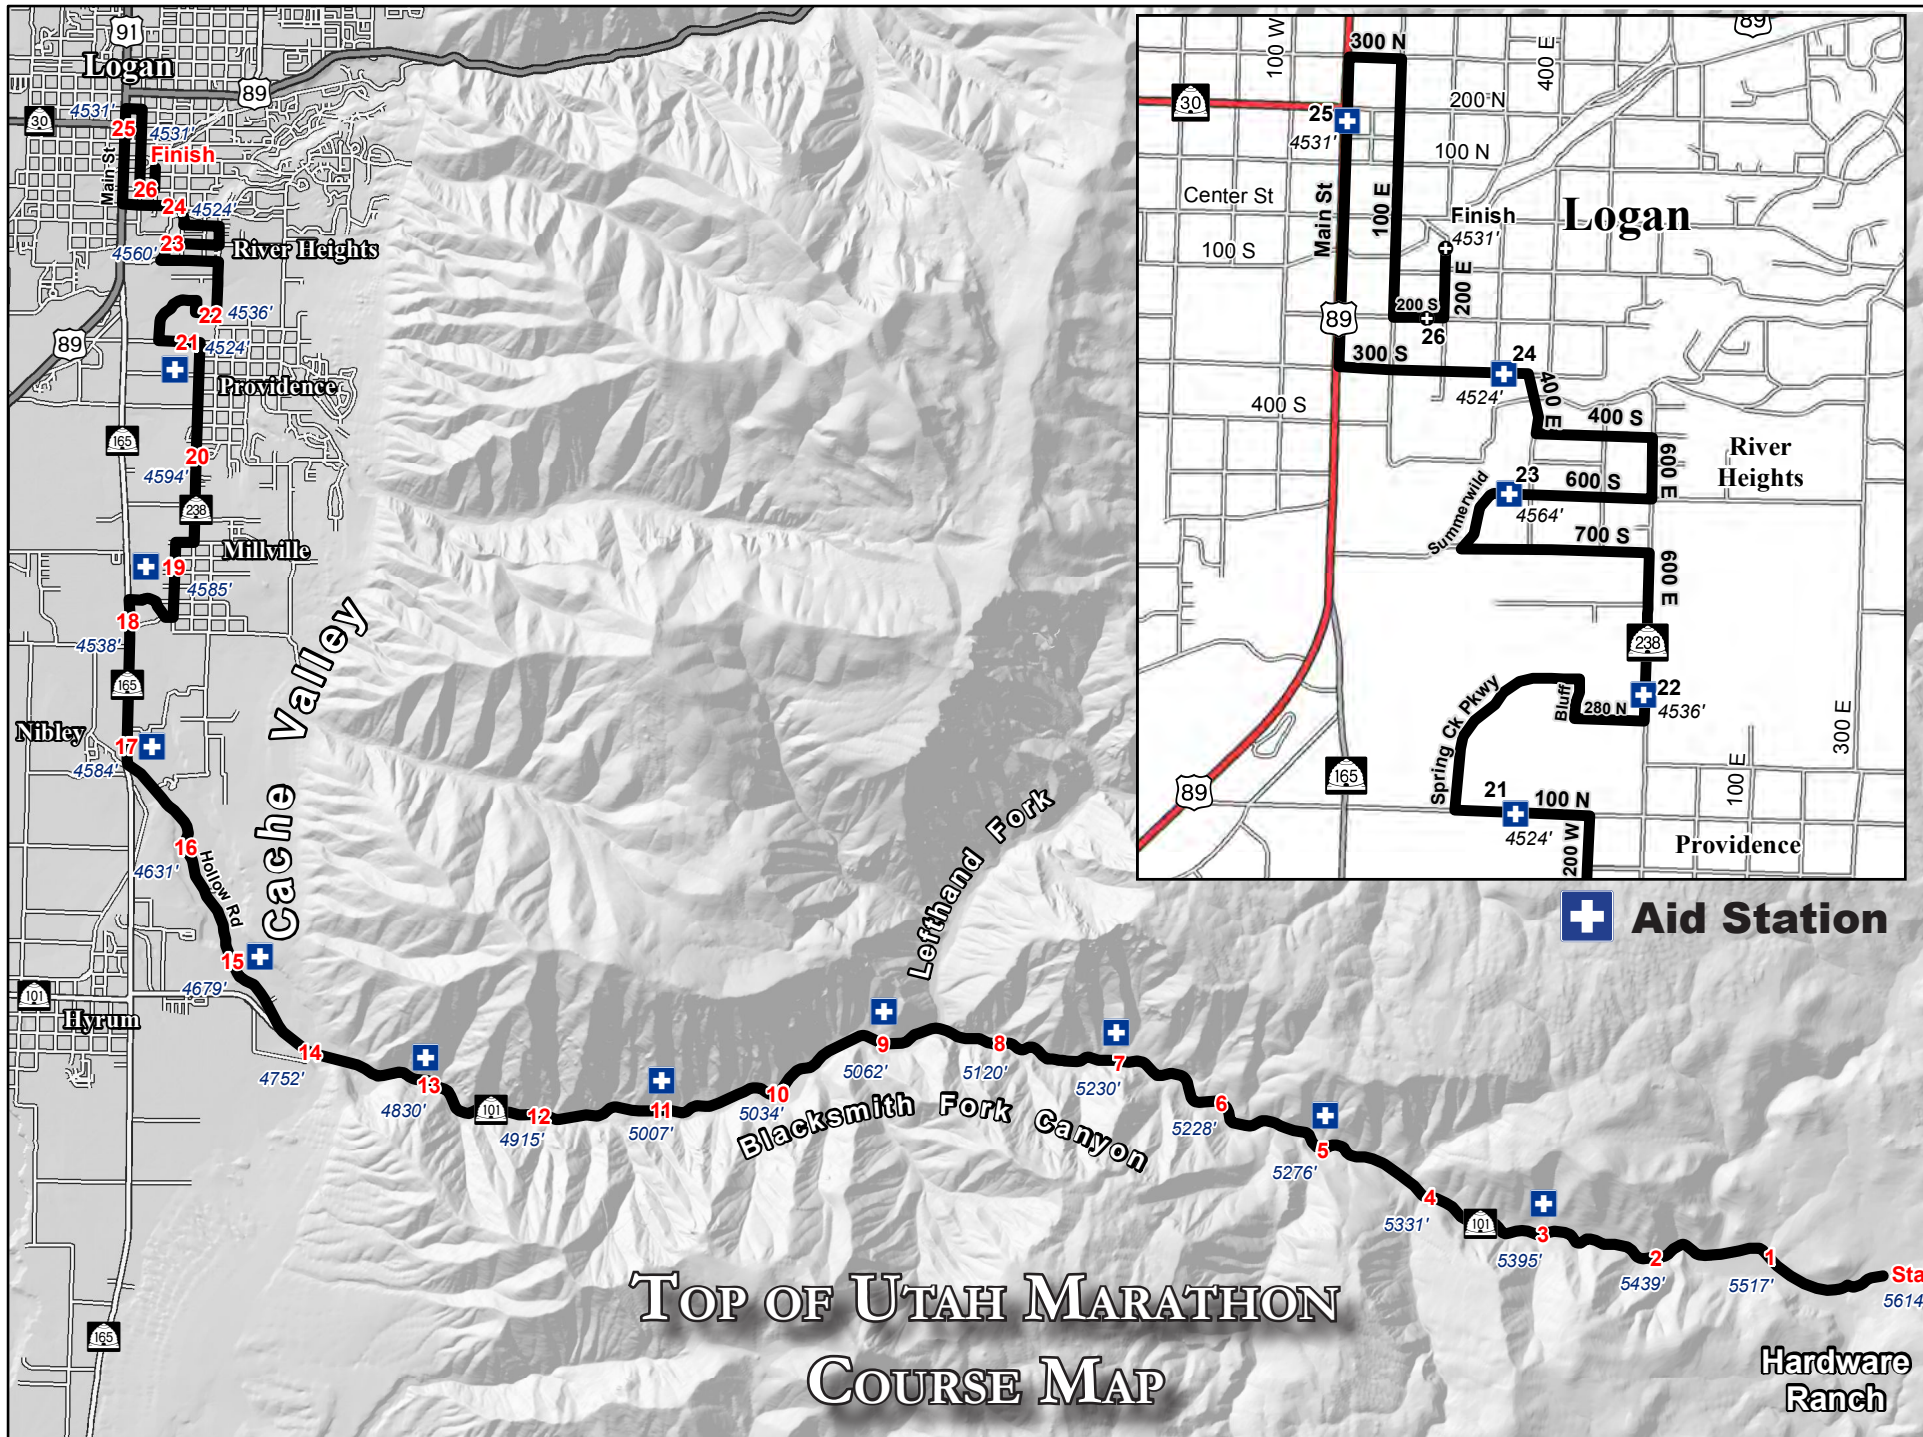 91
Logan
89
4531'
30
25
4531'
Finish
Main St
26
24
4524'
23
4560'
River Heights
22
4536'
21
4524'
89
Providence
165
20
4594'
238
Millville
19
4585'
18
4538'
165
Nibley
17
4584'
Cache Valley
16
4631'
Hollow Rd
15
4679'
101
Hyrum
14
4752'
13
4830'
101
12
4915'
11
5007'
10
5034'
9
5062'
8
5120'
7
5230'
6
5228'
5
5276'
4
5331'
101
3
5395'
2
5439'
1
5517'
Sta
5614
Lefthand Fork
Blacksmith Fork Canyon
165
Hardware
Ranch
Top of Utah Marathon
Course Map
Aid Station
89
100 W
300 N
400 E
30
200 N
25
4531'
100 N
Main St
100 E
Center St
Finish
4531'
Logan
100 S
200 E
89
200 S
26
300 S
24
4524'
400 E
400 S
400 S
600 E
River
Heights
23
600 S
4564'
Summerwild
700 S
600 E
238
Spring Ck Pkwy
Bluff
280 N
22
4536'
89
165
300 E
100 E
21
100 N
4524'
200 W
Providence